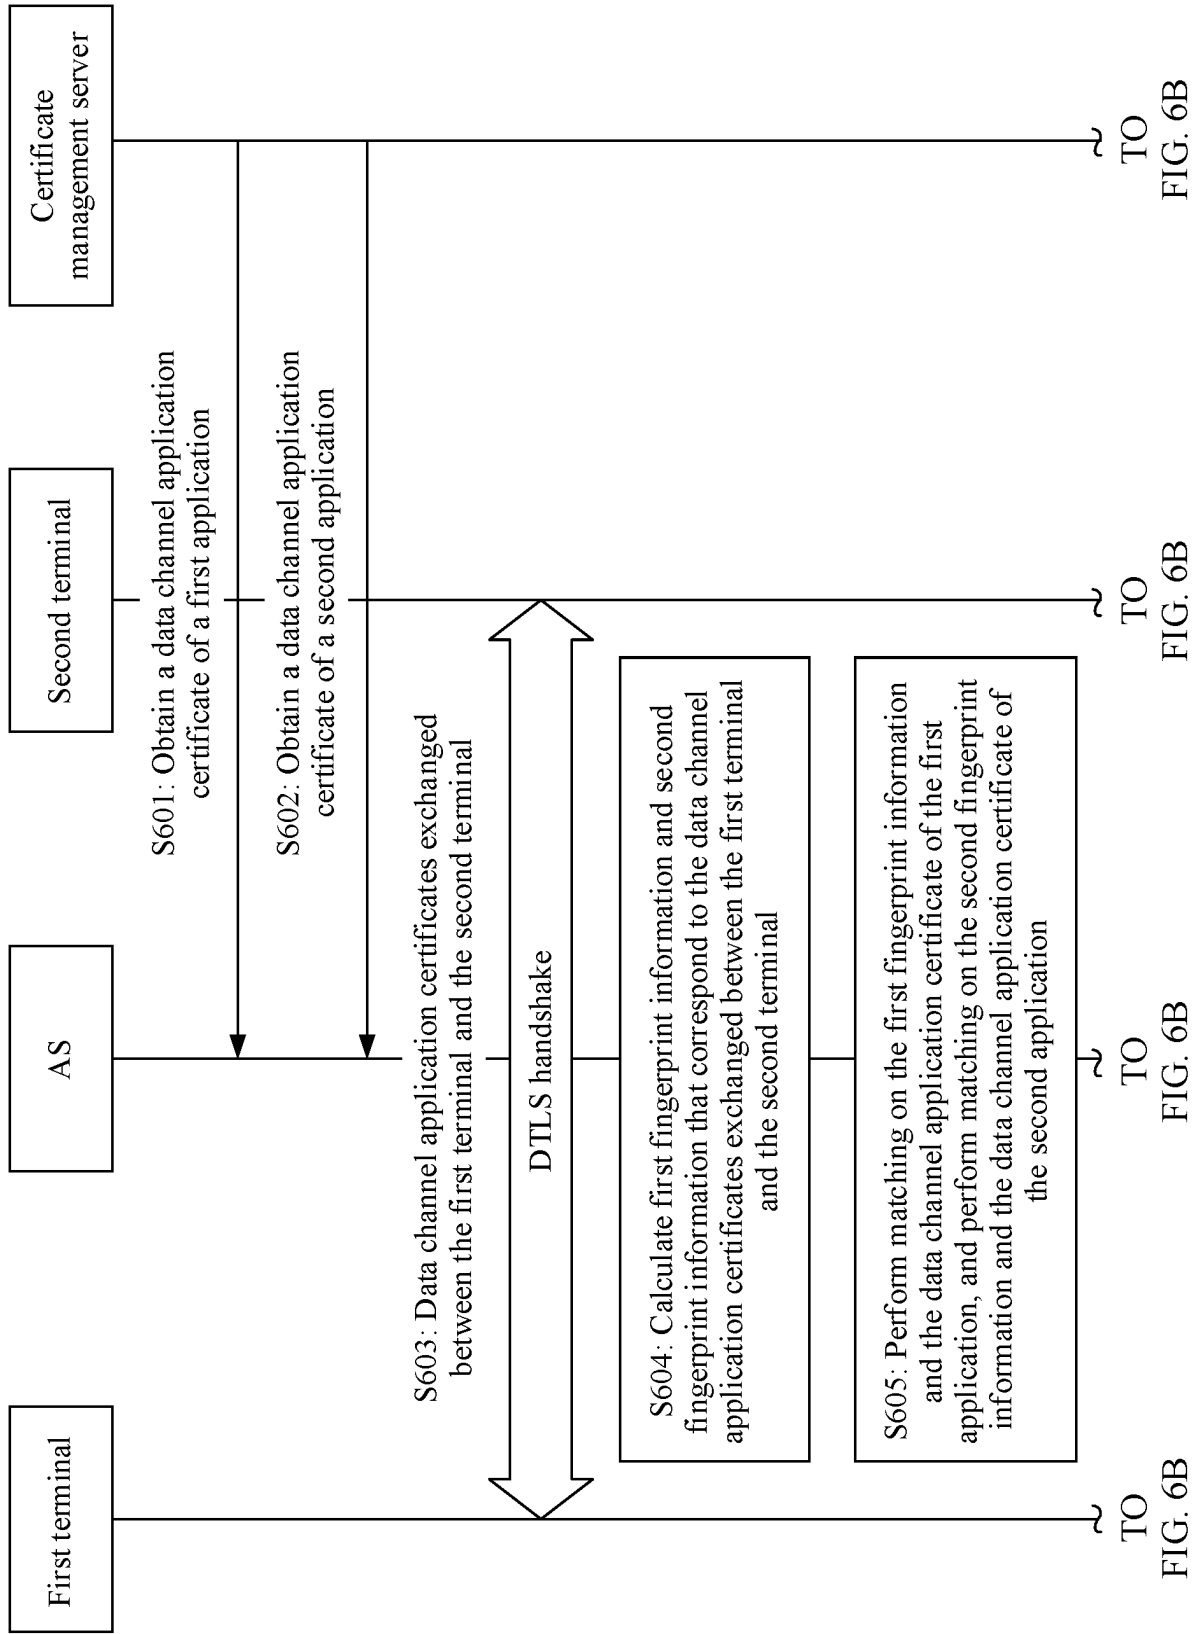 First terminal
AS
Second terminal
Certificate
management server
S601: Obtain a data channel application
certificate of a first application
S602: Obtain a data channel application
certificate of a second application
S603: Data channel application certificates exchanged
between the first terminal and the second terminal
DTLS handshake
S604: Calculate first fingerprint information and second
fingerprint information that correspond to the data channel
application certificates exchanged between the first terminal
and the second terminal
S605: Perform matching on the first fingerprint information
and the data channel application certificate of the first
application, and perform matching on the second fingerprint
information and the data channel application certificate of
the second application
TO
FIG. 6B
TO
FIG. 6B
TO
FIG. 6B
TO
FIG. 6B